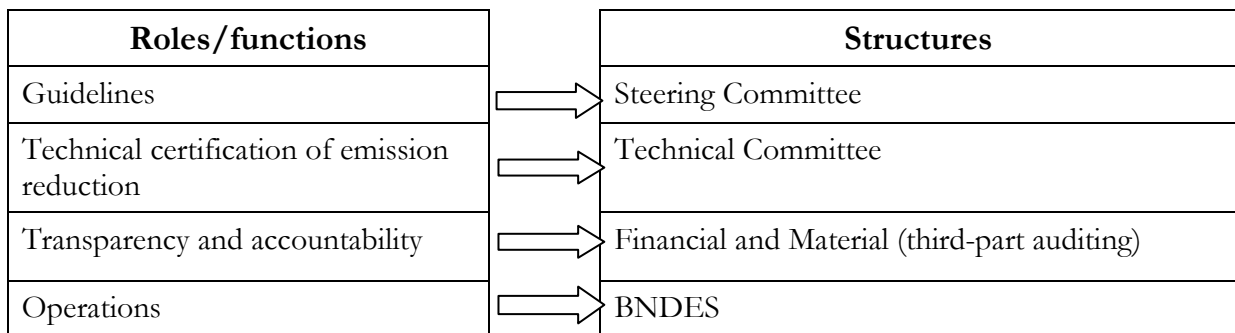 Roles/functions
Structures
Guidelines
Steering Committee
Technical certification of emission
reduction
Technical Committee
Transparency and accountability
Financial and Material (third-part auditing)
Operations
BNDES